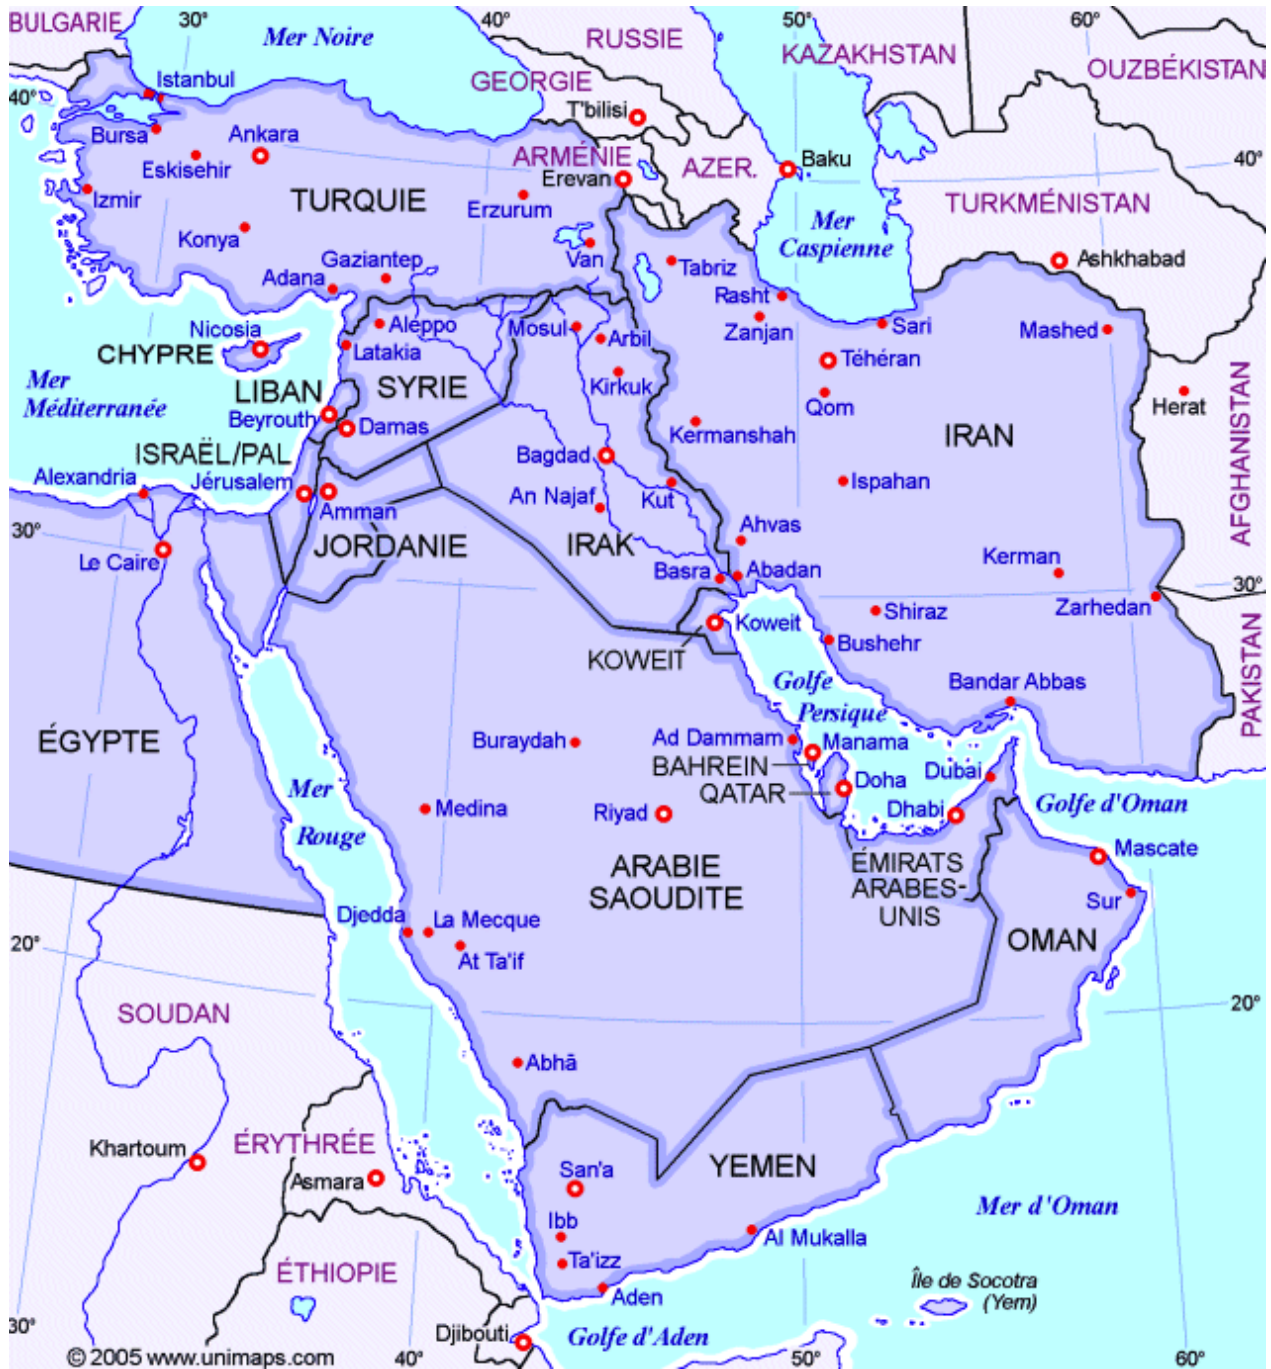 BULGARIE
30°
40°
50°
60°
Mer Noire
RUSSIE
KAZAKHSTAN
OUZBÉKISTAN
40°
Istanbul
GEORGIE
T'bilisi
Bursa
Ankara
Eskisehir
ARMÉNIE
Erevan
AZER.
Baku
40°
Izmir
TURQUIE
Erzurum
TURKMÉNISTAN
Konya
Van
Mer
Caspienne
Gaziantep
Adana
Tabriz
Ashkhabad
Rasht
Zanjan
Sari
Mashed
Nicosia
CHYPRE
Aleppo
Latakia
Mosul
Arbil
Téhéran
Mer
Méditerranée
LIBAN
Beyrouth
SYRIE
Kirkuk
Qom
Herat
Damas
Kermanshah
IRAN
AFGHANISTAN
ISRAËL/PAL
Jérusalem
Alexandria
Bagdad
Amman
An Najaf
Kut
Ispahan
30°
Le Caire
JORDANIE
IRAK
Ahvas
Basra
Abadan
Kerman
Zarhedan
30°
Shiraz
Koweit
KOWEIT
Bushehr
PAKISTAN
Golfe
Persique
Bandar Abbas
ÉGYPTE
Buraydah
Ad Dammam
Manama
BAHREIN
QATAR
Doha
Dubai
Dhabi
Golfe d'Oman
Mer
Rouge
Medina
Riyad
Mascate
ARABIE
SAOUDITE
ÉMIRATS
ARABES-
UNIS
Sur
Djedda
La Mecque
At Ta'if
OMAN
20°
20°
SOUDAN
Abhā
Khartoum
ÉRYTHRÉE
Asmara
San'a
YEMEN
Ibb
Ta'izz
Al Mukalla
Mer d'Oman
ÉTHIOPIE
Aden
Île de Socotra
(Yem)
30°
Djibouti
Golfe d'Aden
© 2005 www.unimaps.com
40°
50°
60°